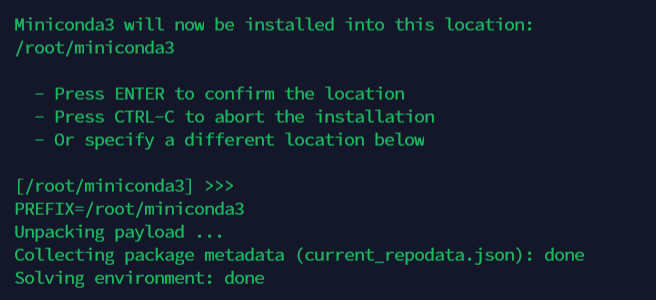 Miniconda3 will now be installed into this location:
/root/miniconda3
- Press ENTER to confirm the location
- Press CTRL-C to abort the installation
- Or specify a different location below
[/root/miniconda3] >>>
PREFIX=/root/miniconda3
Unpacking payload ...
Collecting package metadata (current_repodata.json): done
Solving environment: done